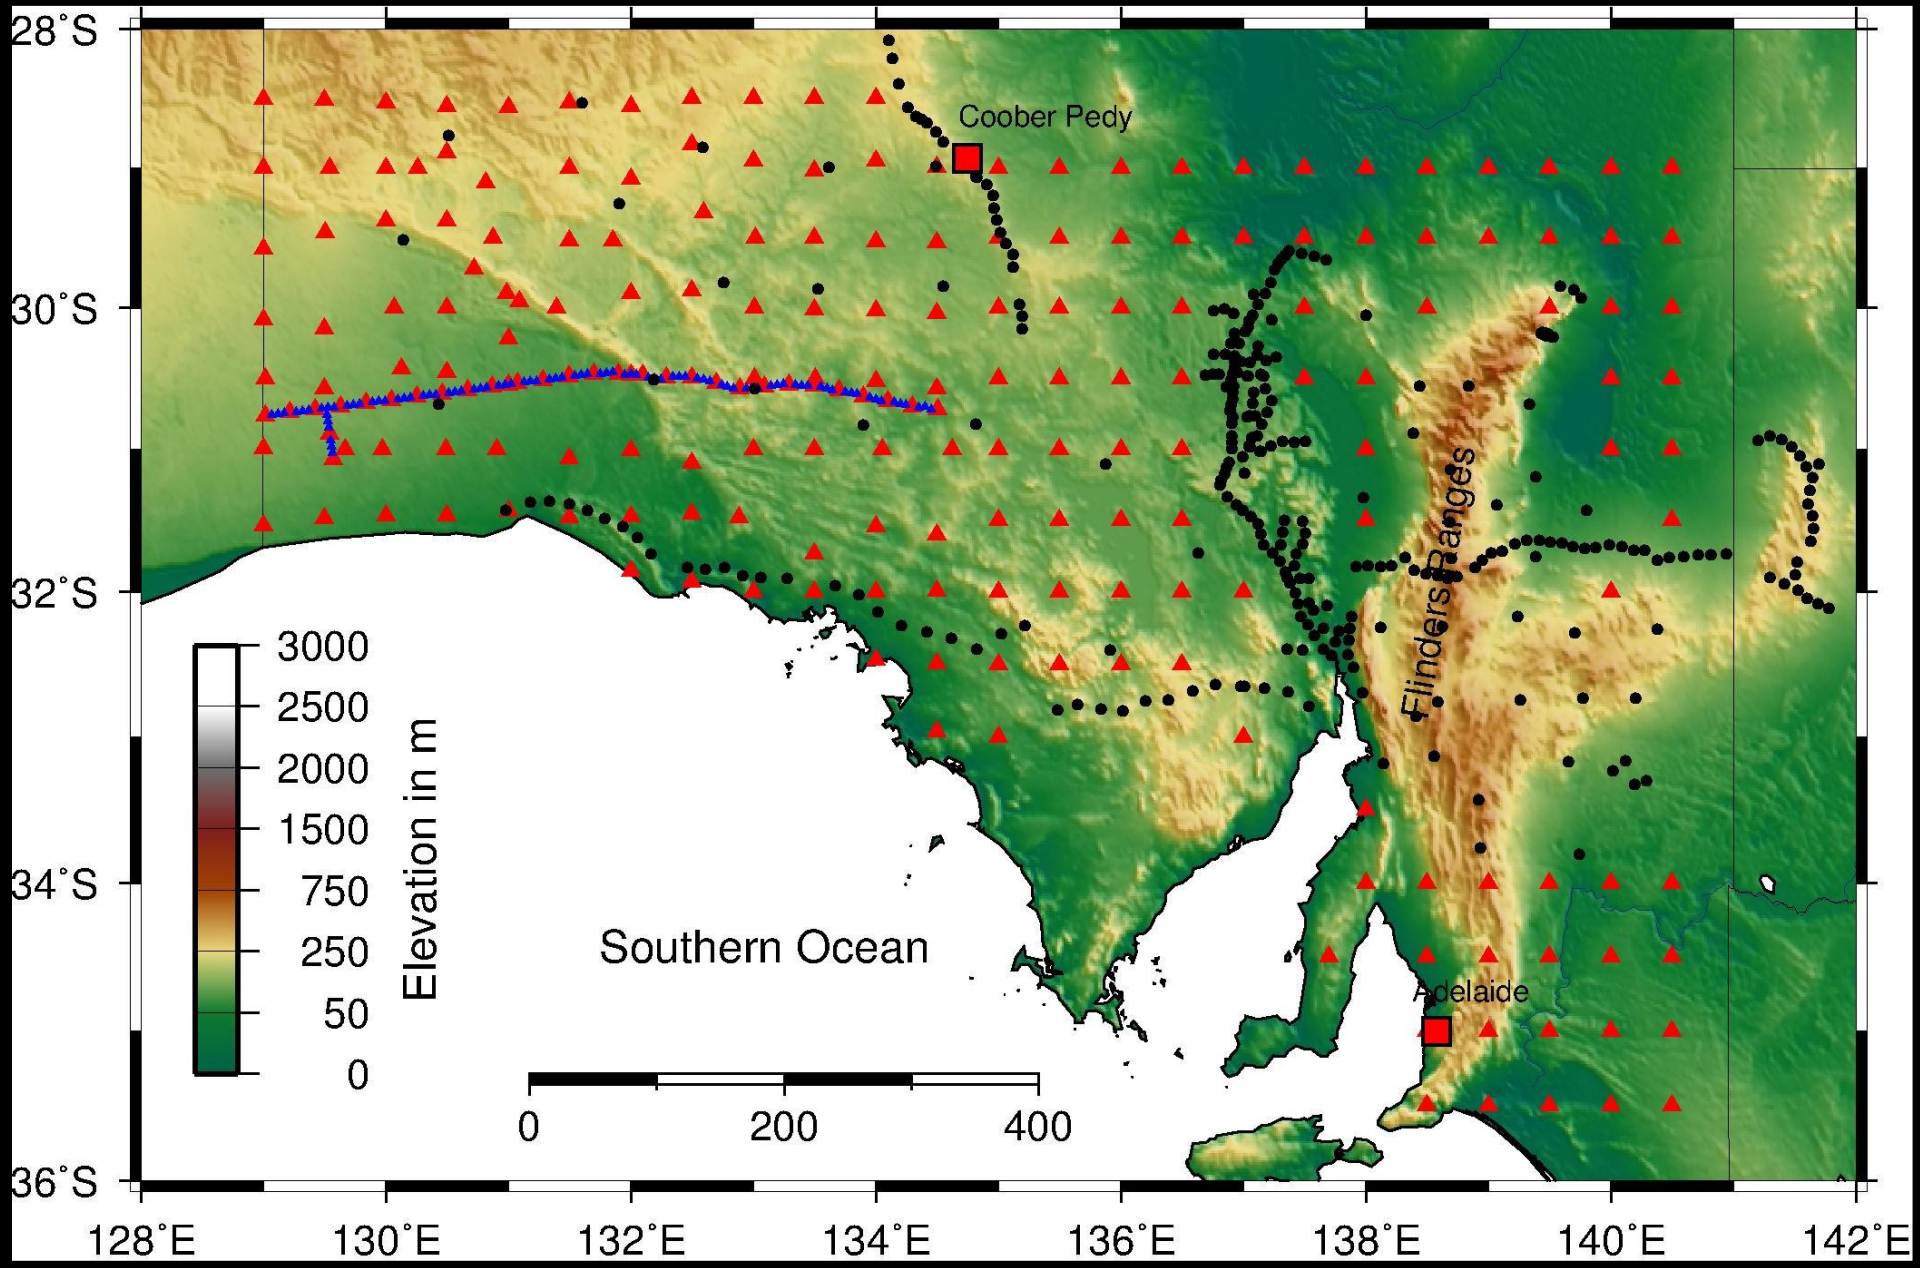 28°S
Coober Pedy
30°S
Flinders Ranges
32°S
3000
2500
2000
1500
750
250
50
0
Elevation in m
34°S
Southern Ocean
Adelaide
0 200 400
36°S
128°E 130°E 132°E 134°E 136°E 138°E 140°E 142°E